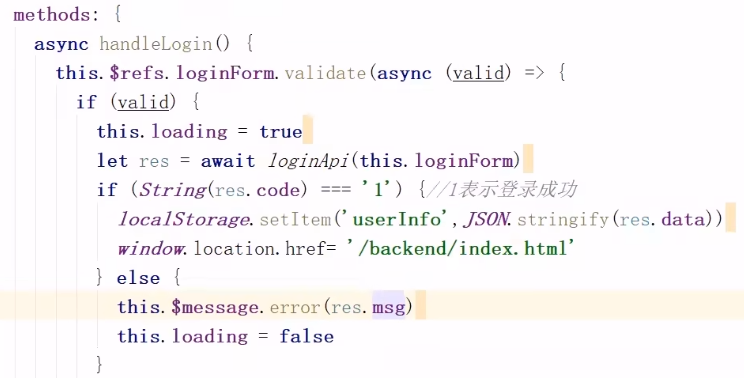 methods: {
async handleLogin() {
this.$refs.loginForm.validate(async (valid) => {
if (valid) {
this.loading = true
let res = await loginApi(this.loginForm)
if (String(res.code) === '1') {//1表示登录成功
localStorage.setItem('userInfo',JSON.stringify(res.data))
window.location.href= '/backend/index.html'
} else {
this.$message.error(res.msg)
this.loading = false
}